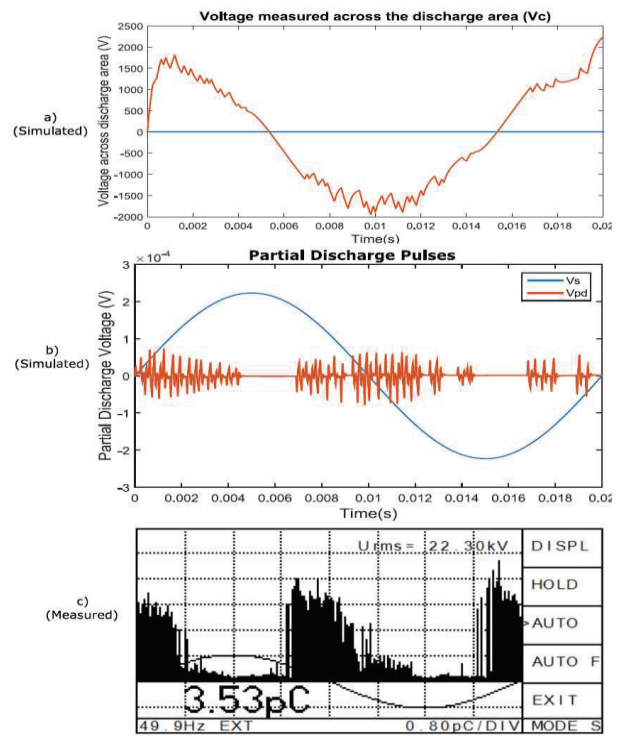 Voltage measured across the discharge area (Vc)
a)
(Simulated)
Voltage across discharge area (V)
2500
2000
1500
1000
500
0
-500
-1000
-1500
-2000
0 0.002 0.004 0.006 0.008 0.01 0.012 0.014 0.016 0.018 0.02
Time(s)
Partial Discharge Pulses
×10⁻⁴
b)
(Simulated)
Partial Discharge Voltage (V)
3
2
1
0
-1
-2
-3
Vs
Vpd
0 0.002 0.004 0.006 0.008 0.01 0.012 0.014 0.016 0.018 0.02
Time(s)
c)
(Measured)
Urms= 22.30kV
DISPL
HOLD
>AUTO
AUTO F
EXIT
MODE S
3.53pC
49.9Hz EXT 0.80pC/DIV